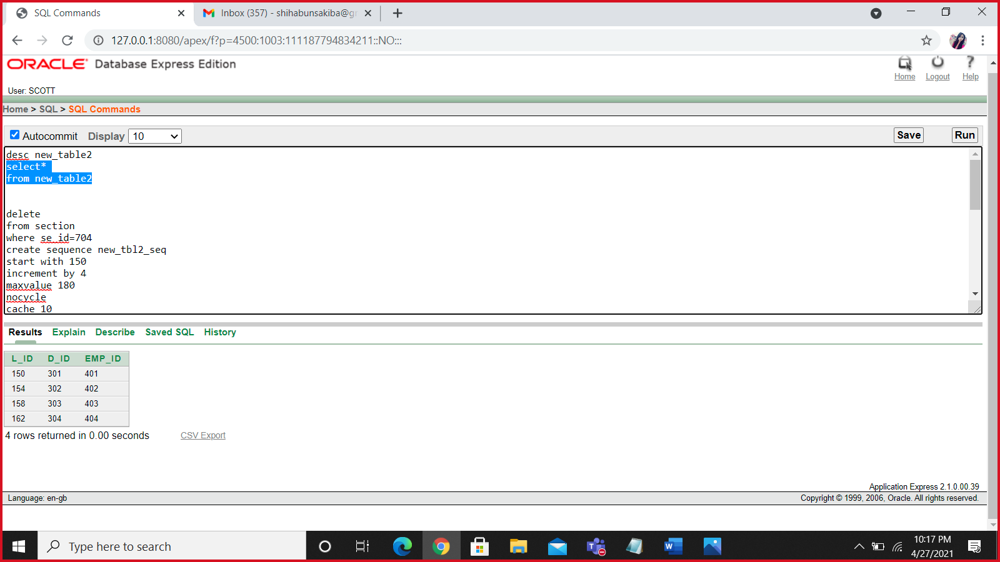 SQL Commands
Inbox (357) - shihabunsakiba@g
127.0.0.1:8080/apex/f?p=4500:1003:111187794834211::NO:::
ORACLE Database Express Edition
Home Logout Help
User: SCOTT
Home > SQL > SQL Commands
Autocommit Display 10 Save Run
desc new_table2
select*
from new_table2
delete
from section
where se_id=704
create sequence new_tbl2_seq
start with 150
increment by 4
maxvalue 180
nocycle
cache 10
Results Explain Describe Saved SQL History
L_ID D_ID EMP_ID
150 301 401
154 302 402
158 303 403
162 304 404
4 rows returned in 0.00 seconds CSV Export
Application Express 2.1.0.00.39
Language: en-gb Copyright © 1999, 2006, Oracle. All rights reserved.
Type here to search
10:17 PM
4/27/2021